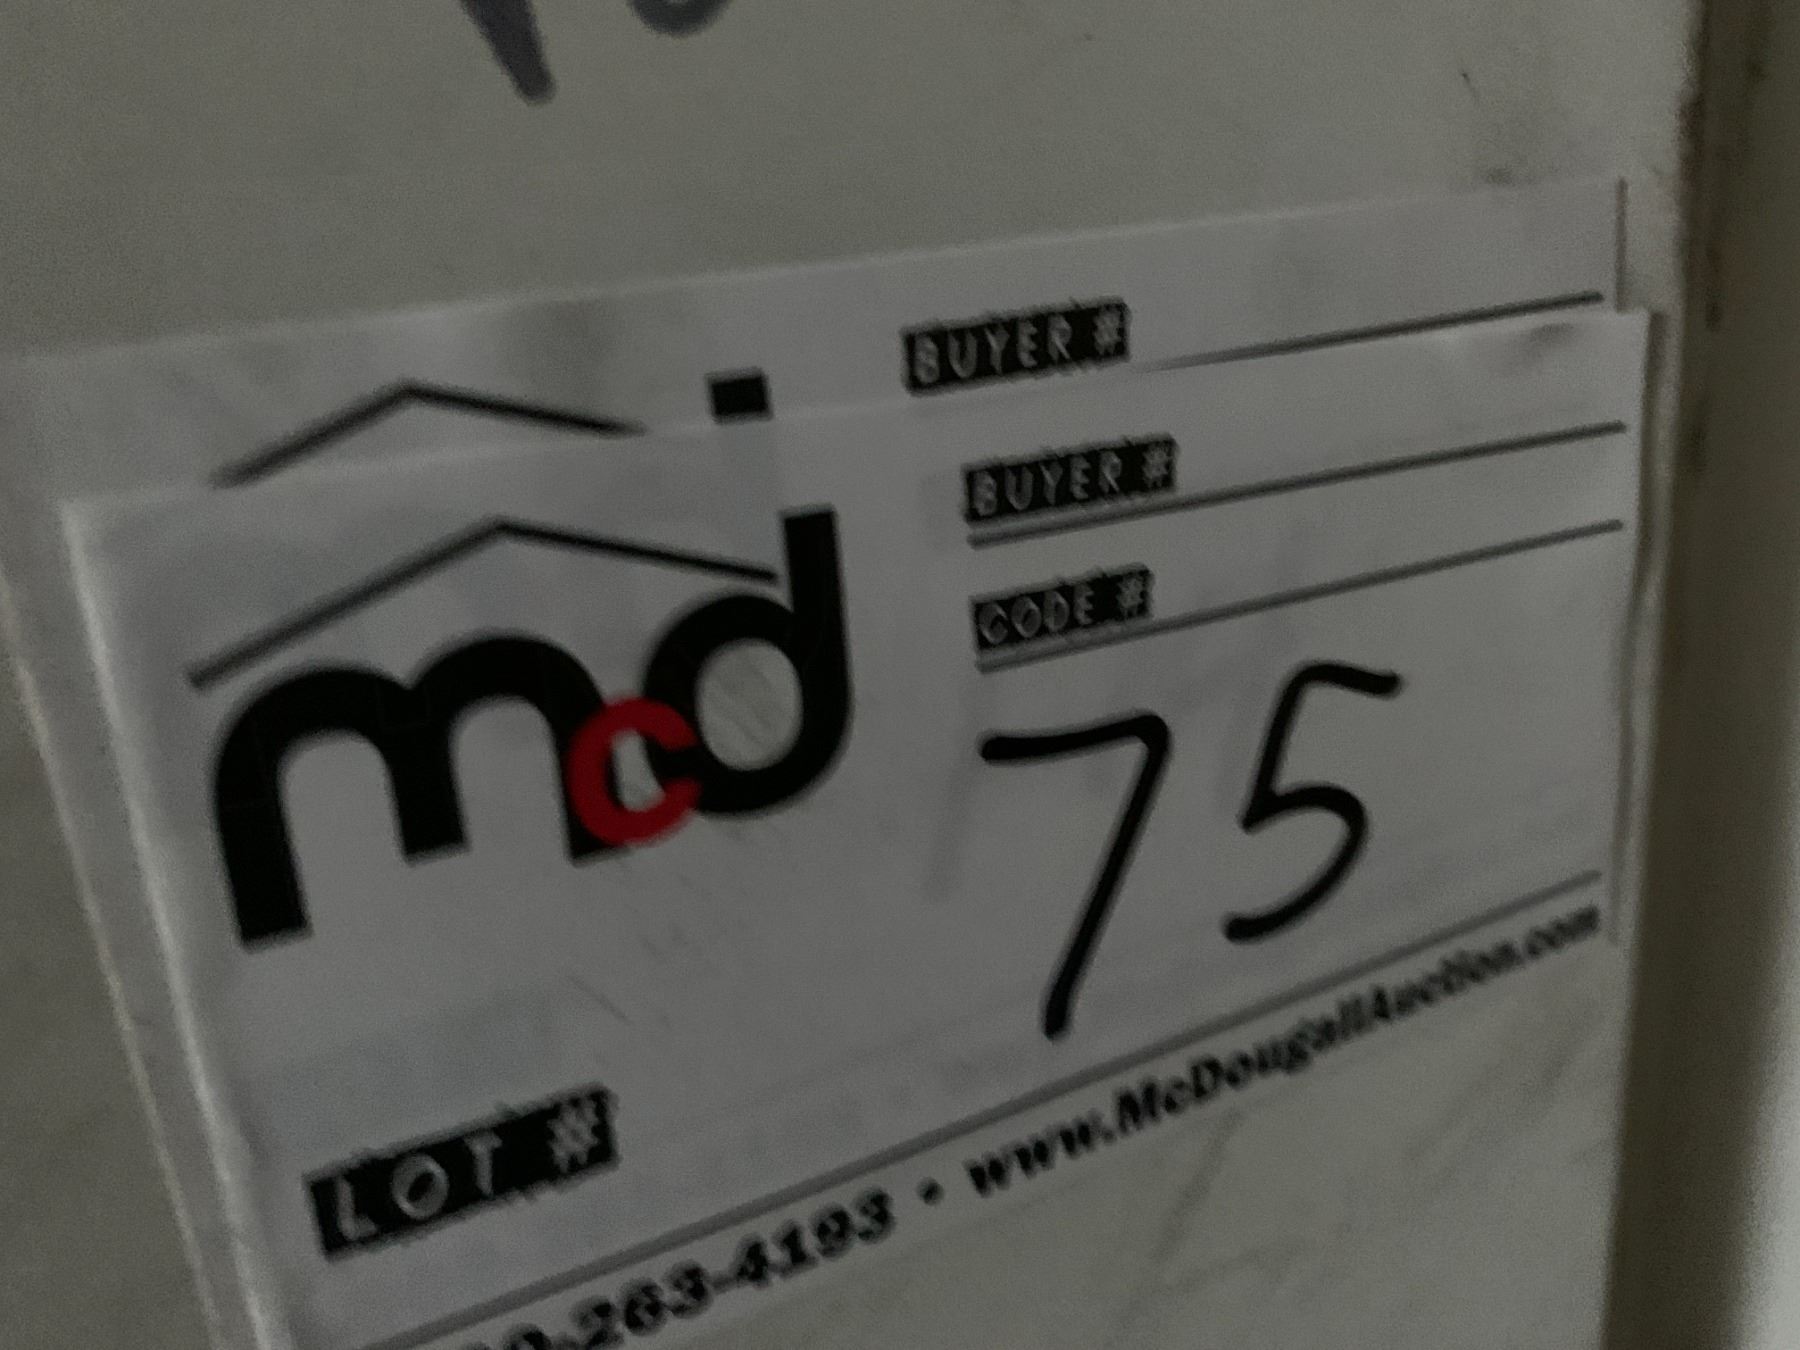 BUYER #
BUYER #
CODE #
mcd
75
LOT #
263-4193 • www.McDougallAuction.com